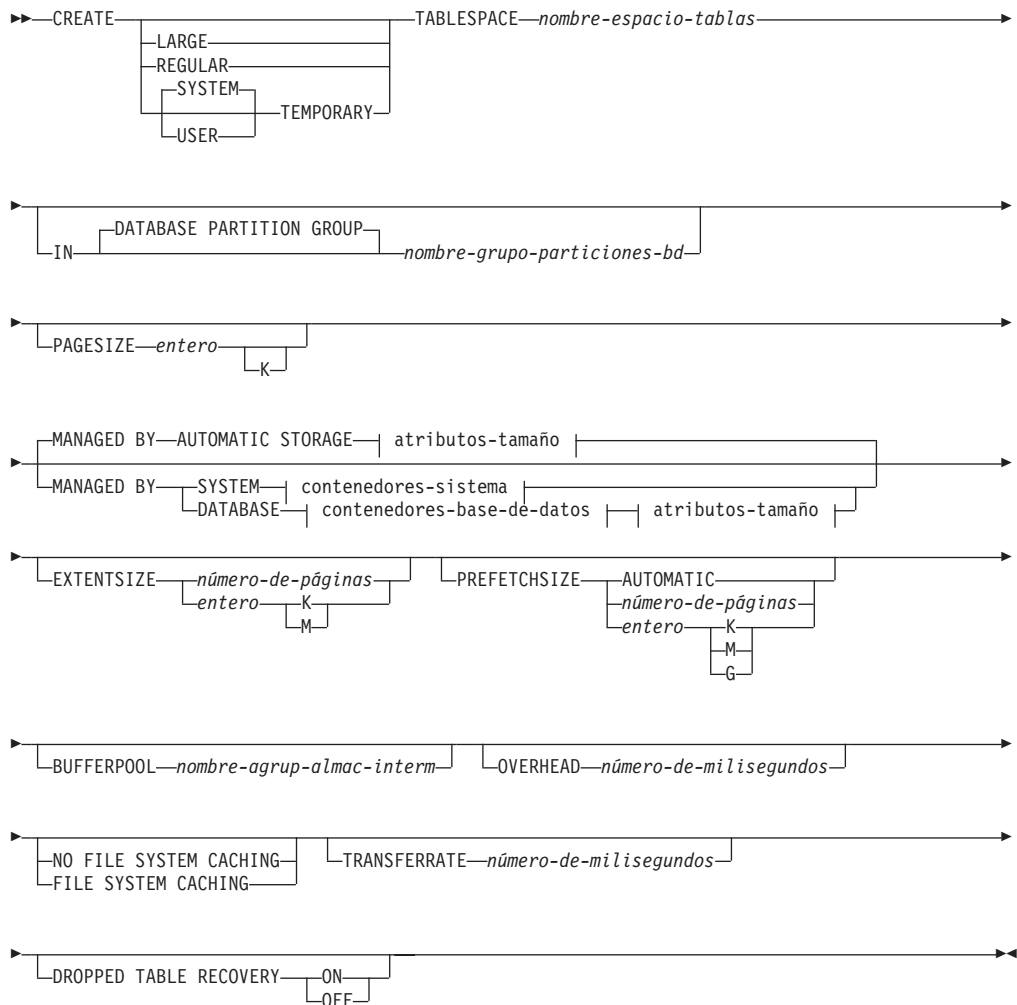 CREATE TABLESPACE nombre-espacio-tablas
LARGE
REGULAR
SYSTEM
TEMPORARY
USER
DATABASE PARTITION GROUP
IN nombre-grupo-particiones-bd
PAGESIZE entero
K
MANAGED BY AUTOMATIC STORAGE atributos-tamaño
MANAGED BY SYSTEM contenedores-sistema
DATABASE contenedores-base-de-datos atributos-tamaño
EXTENTSIZE número-de-páginas PREFETCHSIZE AUTOMATIC
entero K número-de-páginas
M entero K
M
G
BUFFERPOOL nombre-agrup-almac-interm OVERHEAD número-de-milisegundos
NO FILE SYSTEM CACHING TRANSFERRATE número-de-milisegundos
FILE SYSTEM CACHING
DROPPED TABLE RECOVERY ON
OFF